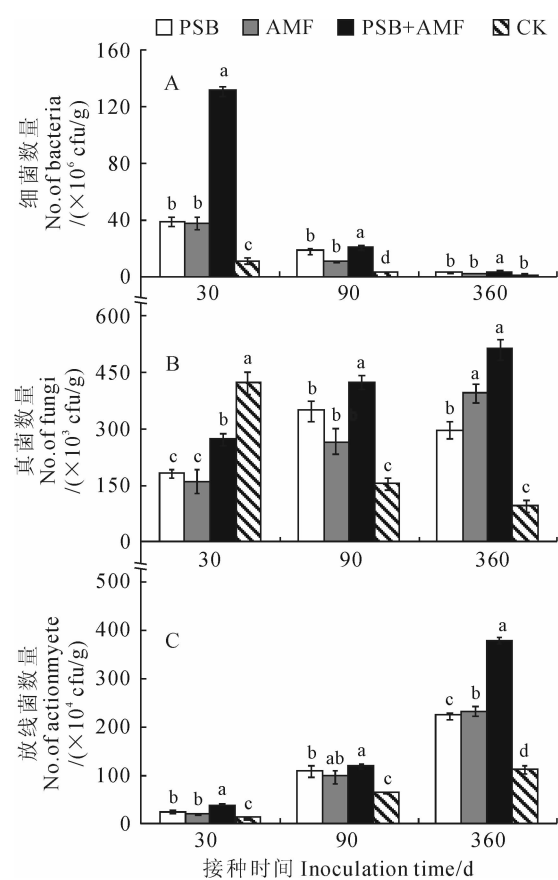 PSB AMF PSB+AMF CK
细菌数量
No.of bacteria
/(×10⁶ cfu/g)
160
120
80
40
0
A
b b a c
b b a d
b b a b
30 90 360
真菌数量
No.of fungi
/(×10³ cfu/g)
450
300
150
0
B
c c b a
b b a c
b a a c
30 90 360
放线菌数量
No.of actionmyete
/(×10⁴ cfu/g)
500
400
300
200
100
0
C
b b a c
b ab a c
c b a d
30 90 360
接种时间 Inoculation time/d